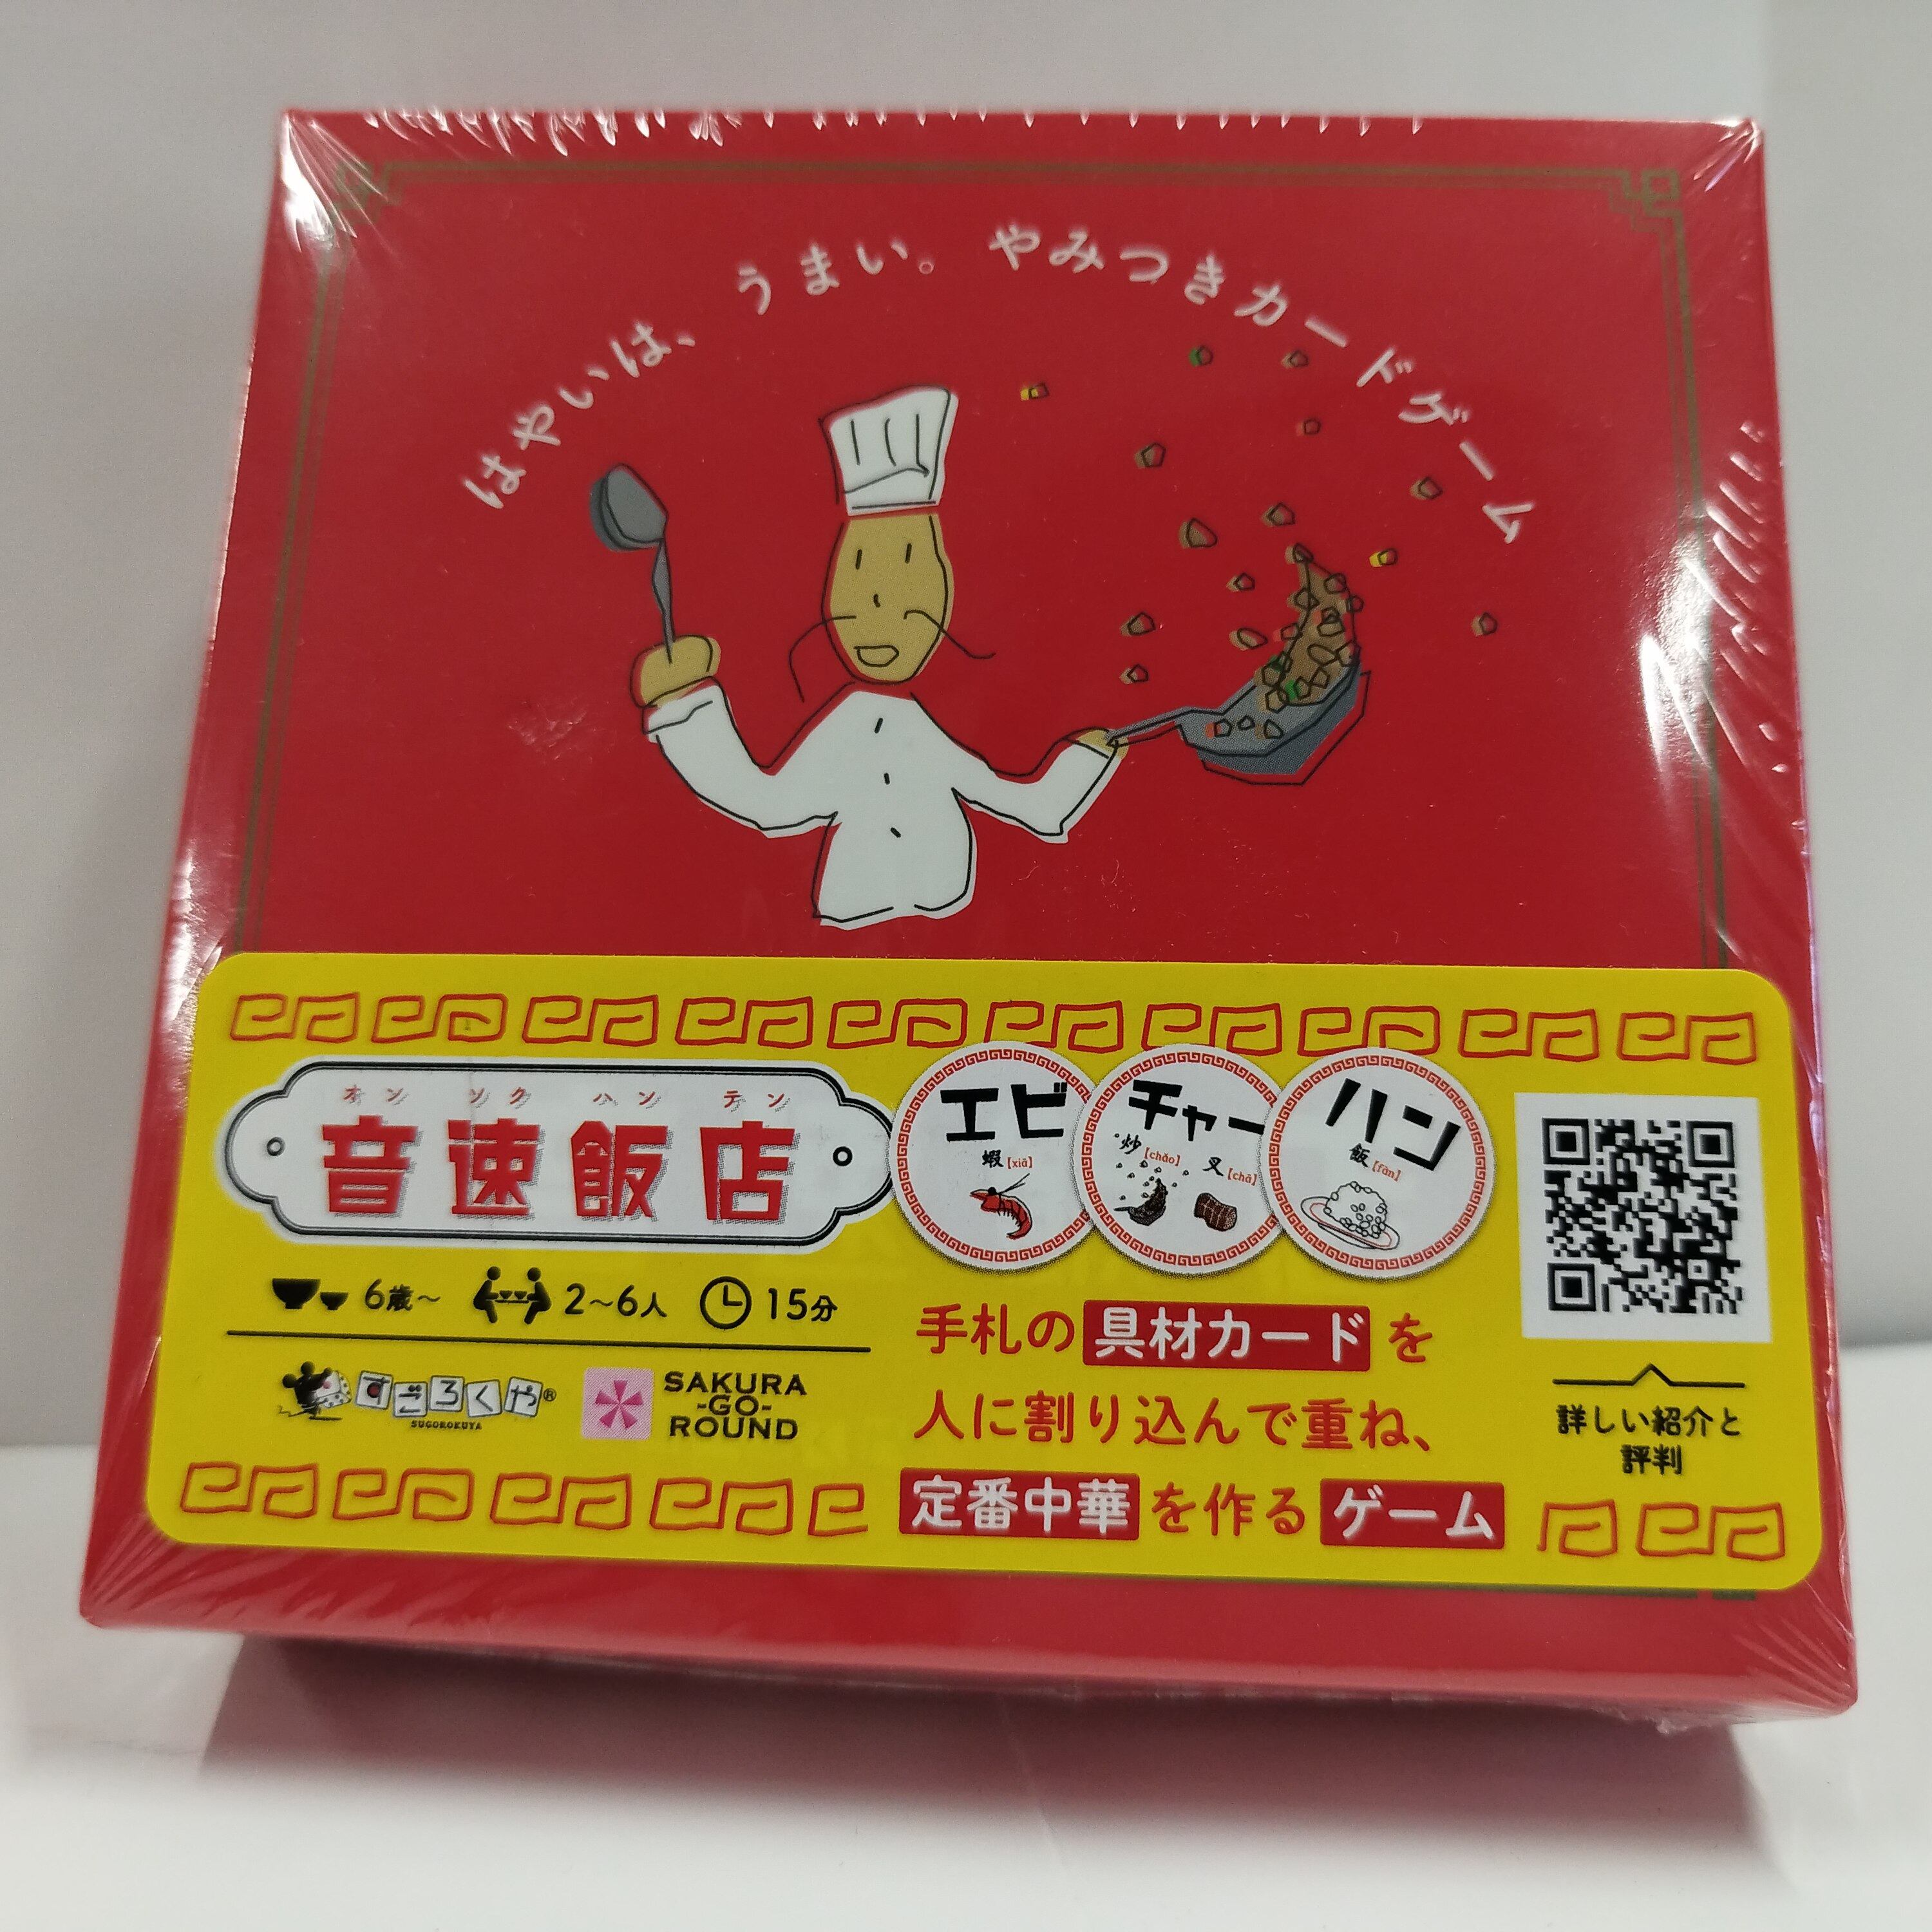 はやいは、うまい。 やみつきカードゲーム
オンソクハンテン
音速飯店
エビ
蝦[xiā]
チャー
炒[chǎo]
叉[chā]
ハン
飯[fàn]
6歳～ 2～6人 15分
すごろくや®
SUGOROKUYA
SAKURA
-GO-
ROUND
手札の具材カードを
人に割り込んで重ね、
定番中華を作るゲーム
詳しい紹介と
評判